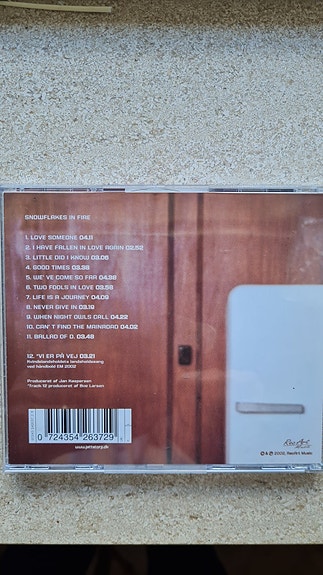 SNOWFLAKES IN FIRE
1. LOVE SOMEONE 04.11
2. I HAVE FALLEN IN LOVE AGAIN 02.52
3. LITTLE DID I KNOW 03.06
4. GOOD TIMES 03.38
5. WE'VE COME SO FAR 04.38
6. TWO FOOLS IN LOVE 03.58
7. LIFE IS A JOURNEY 04.09
8. NEVER GIVE IN 03.19
9. WHEN NIGHT OWLS CALL 04.22
10. CAN'T FIND THE MAINROAD 04.02
11. BALLAD OF D. 03.48
12. *VI ER PÅ VEJ 03.21
Kvindelandsholdets landsholdssang
ved håndbold EM 2002
Produceret af Jan Kaspersen
*Track 12 produceret af Boe Larsen
0 724354 263729
© & ℗ 2002, RecArt Music